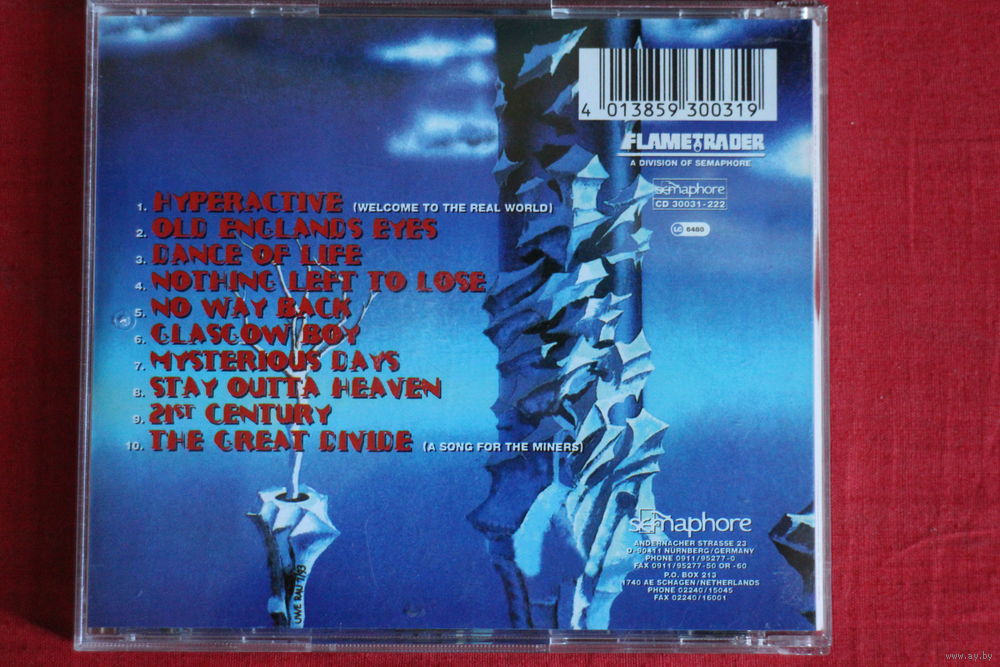 4 013859 300319
FLAMETRADER
A DIVISION OF SEMAPHORE
semaphore
CD 30031-222
LC 6480
1. HYPERACTIVE (WELCOME TO THE REAL WORLD)
2. OLD ENGLANDS EYES
3. DANCE OF LIFE
4. NOTHING LEFT TO LOSE
5. NO WAY BACK
6. GLASGOW BOY
7. MYSTERIOUS DAYS
8. STAY OUTTA HEAVEN
9. 21ST CENTURY
10. THE GREAT DIVIDE (A SONG FOR THE MINERS)
semaphore
ANDERNACHER STRASSE 23
D-90411 NÜRNBERG/GERMANY
PHONE 0911/95277-0
FAX 0911/95277-50 OR -60
P.O. BOX 213
1740 AE SCHAGEN/NETHERLANDS
PHONE 02240/15045
FAX 02240/16001
UWE RAU
www.ay.by